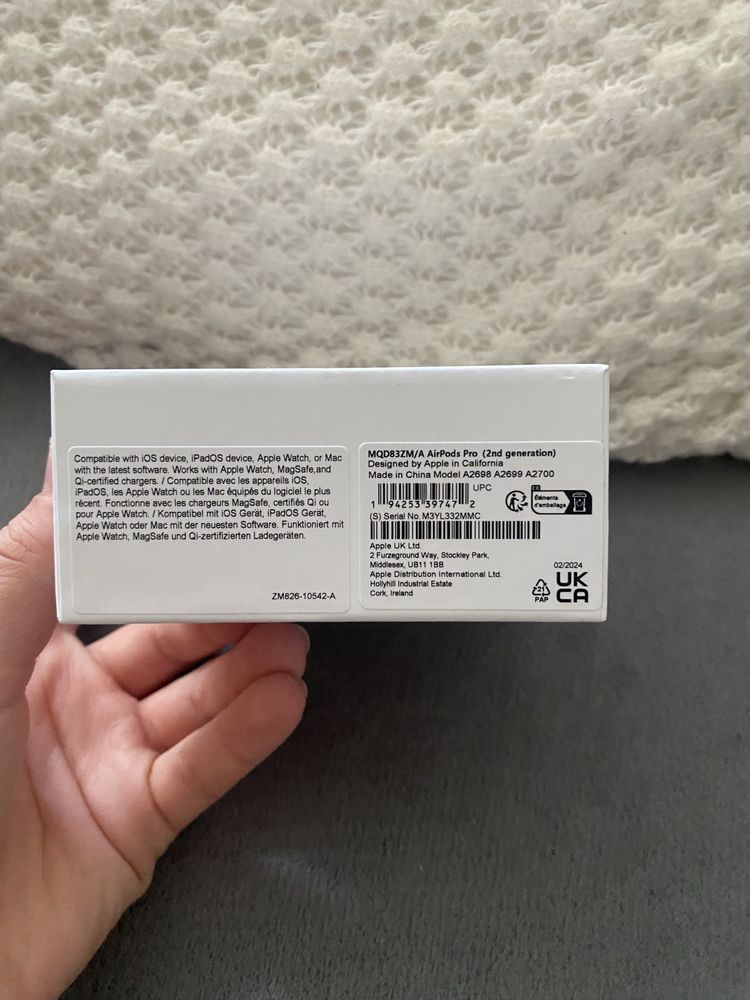 Compatible with iOS device, iPadOS device, Apple Watch, or Mac
with the latest software. Works with Apple Watch, MagSafe,and
Qi-certified chargers. / Compatible avec les appareils iOS,
iPadOS, les Apple Watch ou les Mac équipés du logiciel le plus
récent. Fonctionne avec les chargeurs MagSafe, certifiés Qi ou
pour Apple Watch. / Kompatibel mit iOS Gerät, iPadOS Gerät,
Apple Watch oder Mac mit der neuesten Software. Funktioniert mit
Apple Watch, MagSafe und Qi-zertifizierten Ladegeräten.
ZM826-10542-A
MQD83ZM/A AirPods Pro (2nd generation)
Designed by Apple in California
Made in China Model A2698 A2699 A2700
UPC
1 94253 39747 2
FR
Éléments
d'emballage
(S) Serial No. M3YL332MMC
Apple UK Ltd.
2 Furzeground Way, Stockley Park,
Middlesex, UB11 1BB
Apple Distribution International Ltd.
Hollyhill Industrial Estate
Cork, Ireland
02/2024
21
PAP
UK
CA